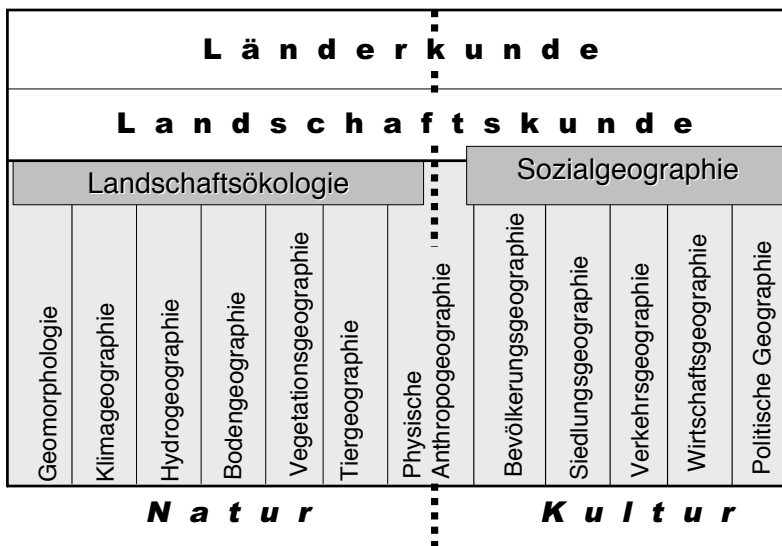 Länderkunde
Landschaftskunde
Landschaftsökologie
Sozialgeographie
Geomorphologie
Klimageographie
Hydrogeographie
Bodengeographie
Vegetationsgeographie
Tiergeographie
Physische
Anthropogeographie
Bevölkerungsgeographie
Siedlungsgeographie
Verkehrsgeographie
Wirtschaftsgeographie
Politische Geographie
Natur
Kultur